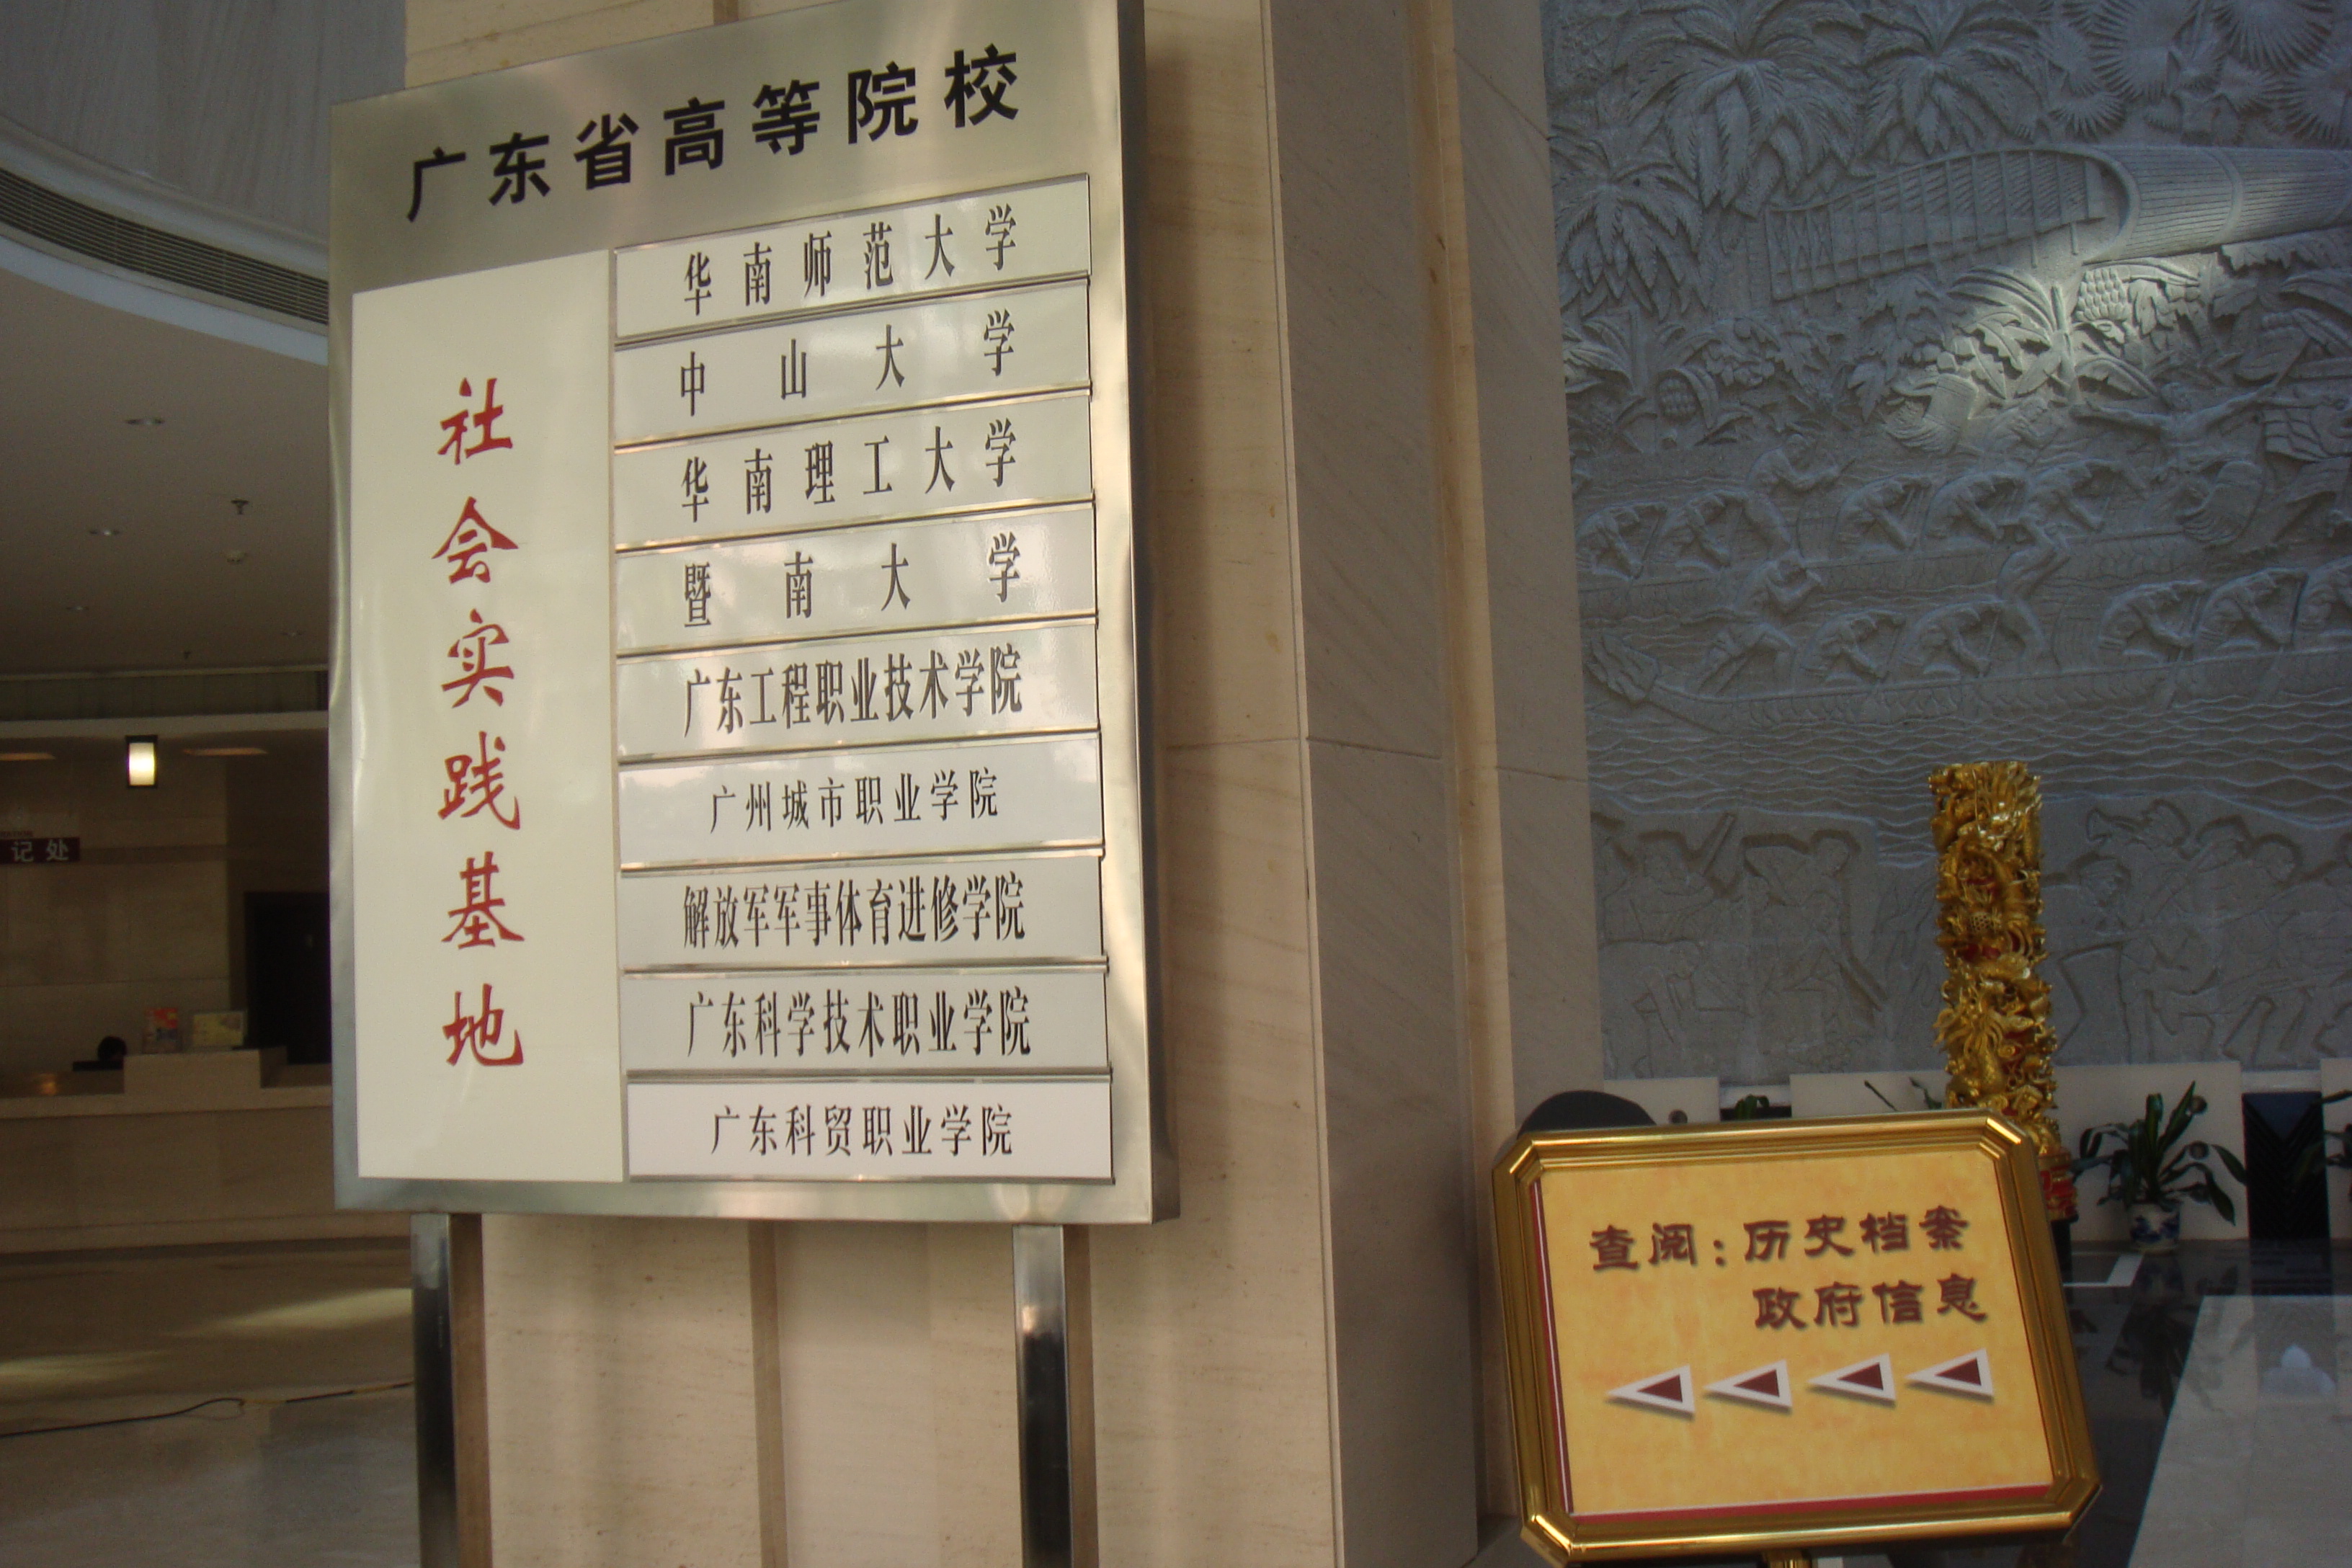 广东省高等院校
社会实践基地
华南师范大学
中山大学
华南理工大学
暨南大学
广东工程职业技术学院
广州城市职业学院
解放军军事体育进修学院
广东科学技术职业学院
广东科贸职业学院
记处
查阅：历史档案
政府信息